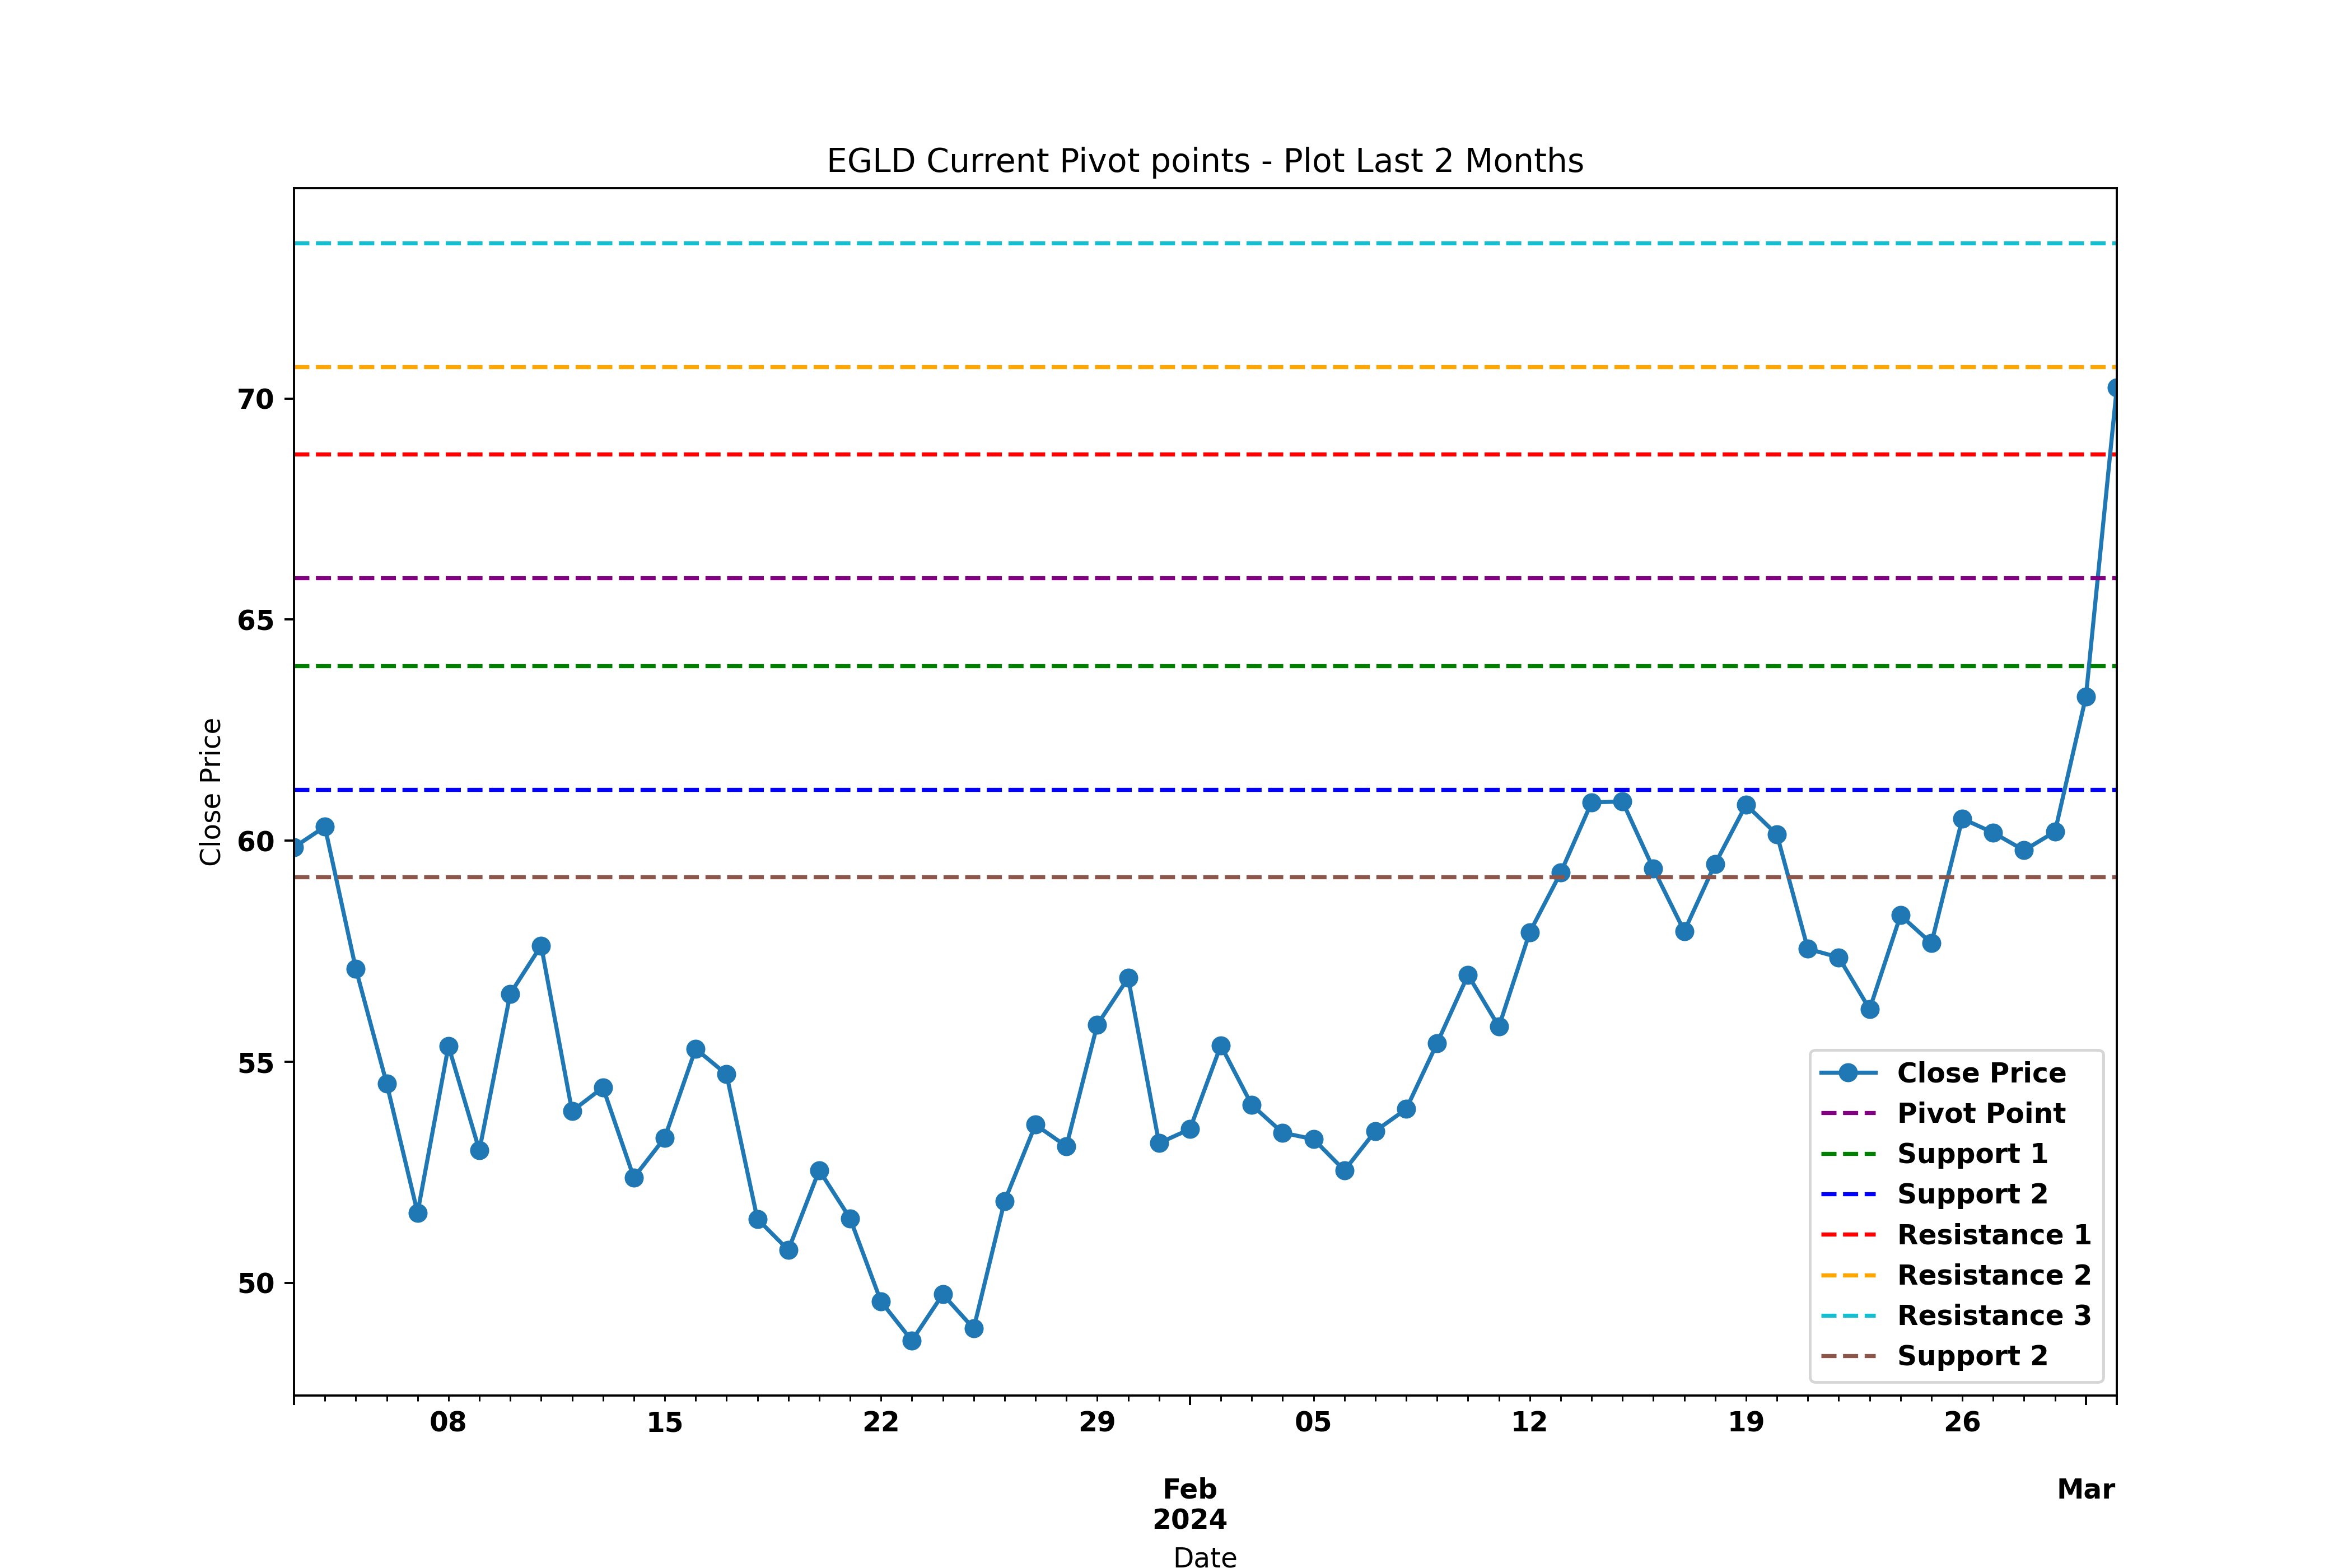 EGLD Current Pivot points - Plot Last 2 Months
70
65
60
55
50
Close Price
Close Price
Pivot Point
Support 1
Support 2
Resistance 1
Resistance 2
Resistance 3
Support 2
08 15 22 29 05 12 19 26
Feb Mar
2024
Date